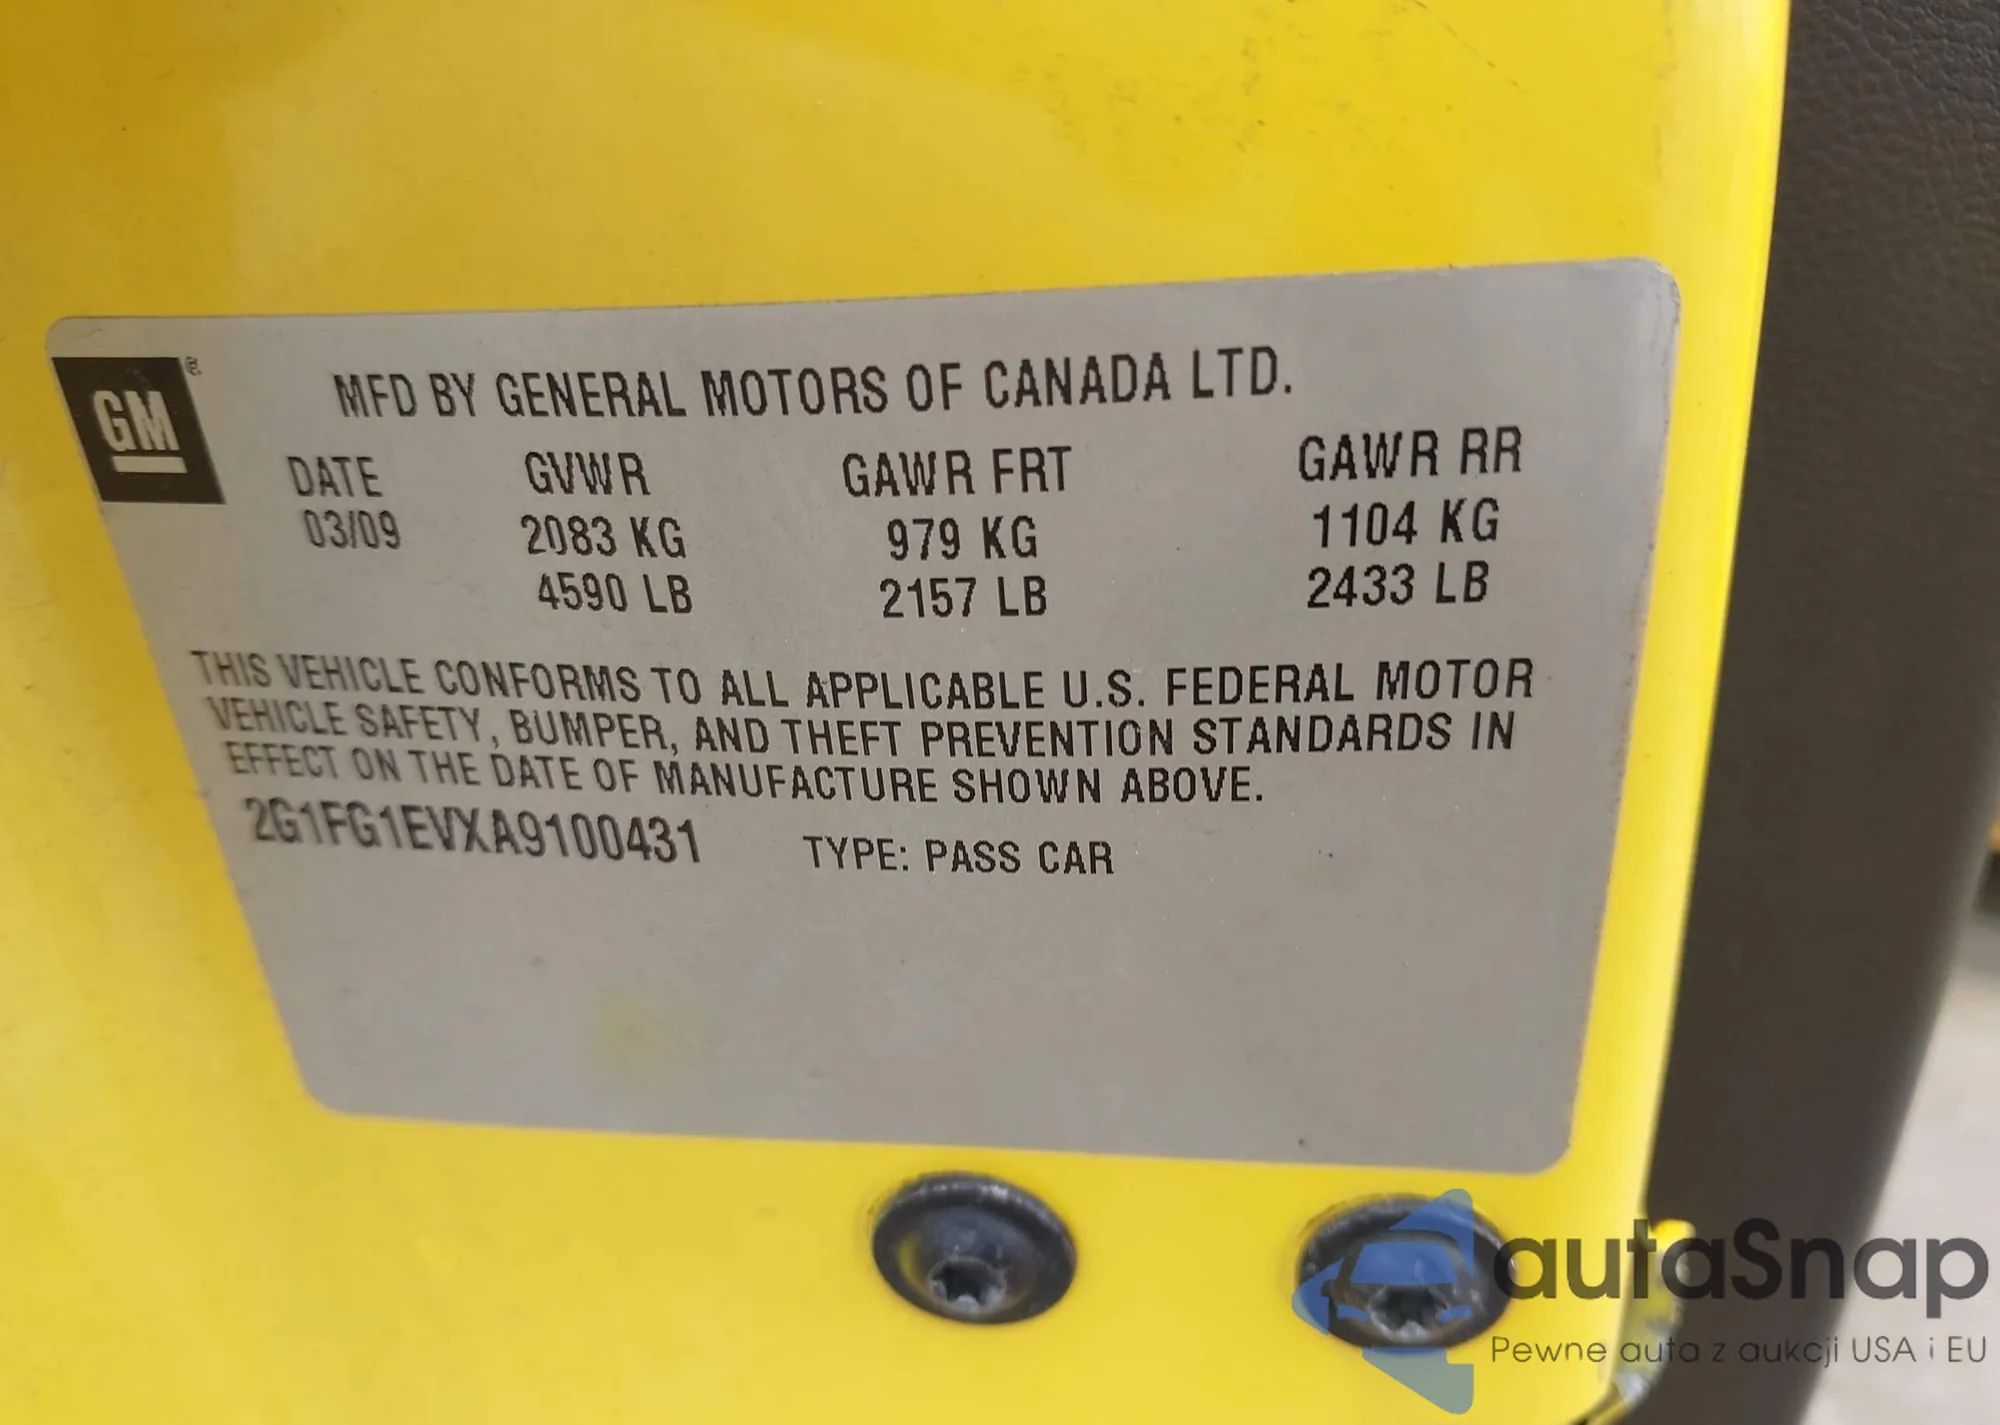 GM ®
MFD BY GENERAL MOTORS OF CANADA LTD.
DATE GVWR GAWR FRT GAWR RR
03/09 2083 KG 979 KG 1104 KG
4590 LB 2157 LB 2433 LB
THIS VEHICLE CONFORMS TO ALL APPLICABLE U.S. FEDERAL MOTOR
VEHICLE SAFETY, BUMPER, AND THEFT PREVENTION STANDARDS IN
EFFECT ON THE DATE OF MANUFACTURE SHOWN ABOVE.
2G1FG1EVXA9100431 TYPE: PASS CAR
autaSnap
Pewne auta z aukcji USA i EU